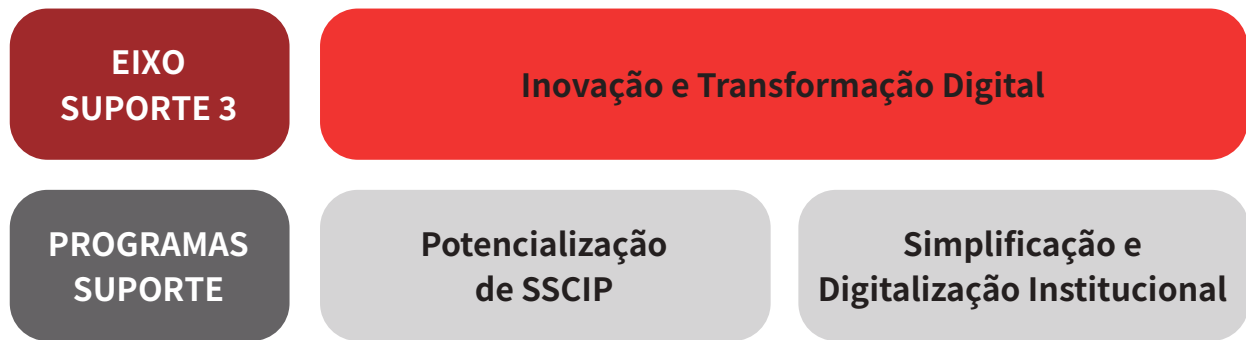 EIXO
SUPORTE 3
Inovação e Transformação Digital
PROGRAMAS
SUPORTE
Potencialização
de SSCIP
Simplificação e
Digitalização Institucional